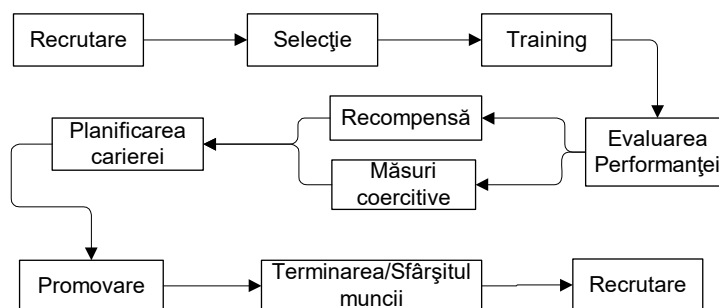 Recrutare
Selecţie
Training
Recompensă
Planificarea
carierei
Măsuri
coercitive
Evaluarea
Performanţei
Promovare
Terminarea/Sfârşitul
muncii
Recrutare